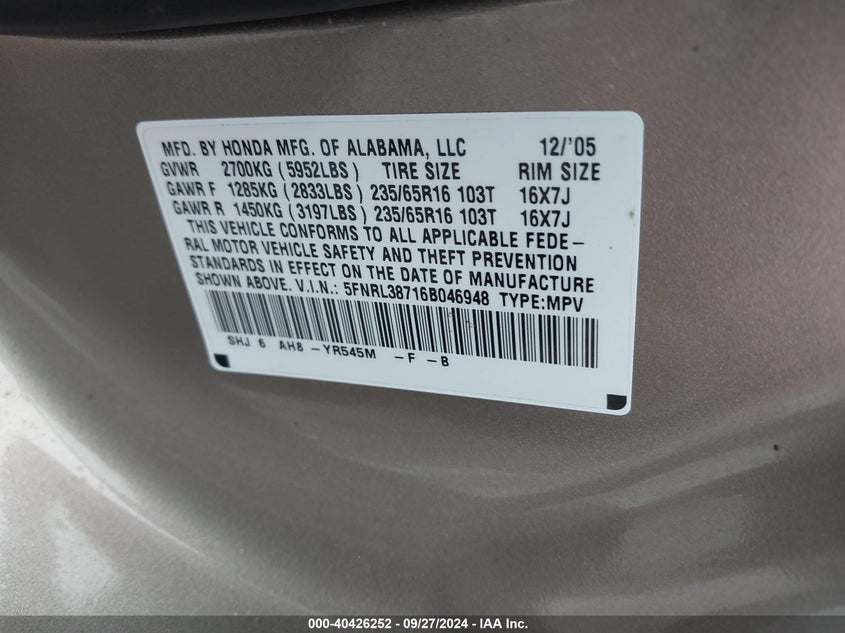 MFD. BY HONDA MFG. OF ALABAMA, LLC 12/'05
GVWR 2700KG (5952LBS) TIRE SIZE RIM SIZE
GAWR F 1285KG (2833LBS) 235/65R16 103T 16X7J
GAWR R 1450KG (3197LBS) 235/65R16 103T 16X7J
THIS VEHICLE CONFORMS TO ALL APPLICABLE FEDE-
RAL MOTOR VEHICLE SAFETY AND THEFT PREVENTION
STANDARDS IN EFFECT ON THE DATE OF MANUFACTURE
SHOWN ABOVE. V.I.N.: 5FNRL38716B046948 TYPE:MPV
SHJ 6 AH8 -YR545M -F -B
000-40426252 - 09/27/2024 - IAA Inc.